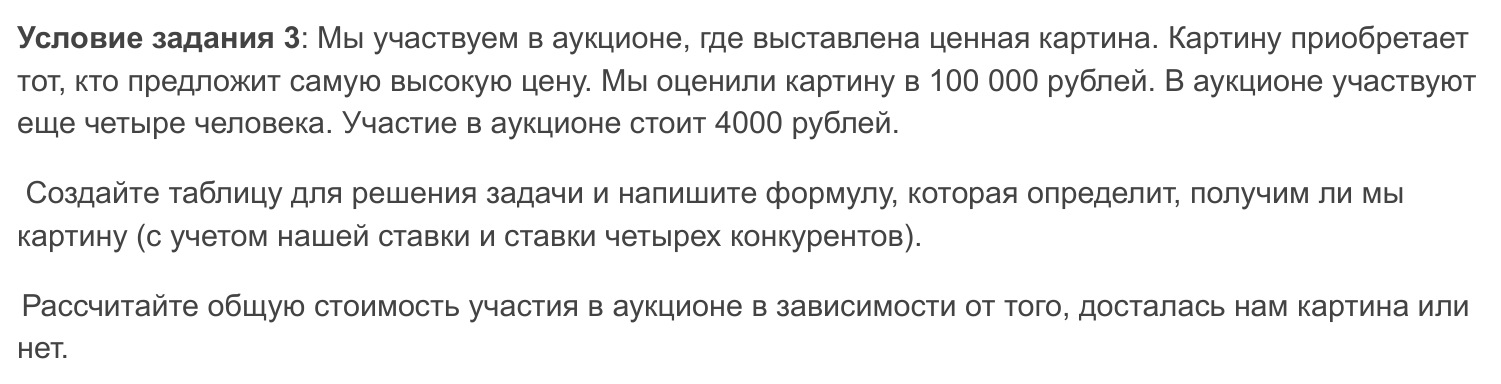 Условие задания 3: Мы участвуем в аукционе, где выставлена ценная картина. Картину приобретает
тот, кто предложит самую высокую цену. Мы оценили картину в 100 000 рублей. В аукционе участвуют
еще четыре человека. Участие в аукционе стоит 4000 рублей.
Создайте таблицу для решения задачи и напишите формулу, которая определит, получим ли мы
картину (с учетом нашей ставки и ставки четырех конкурентов).
Рассчитайте общую стоимость участия в аукционе в зависимости от того, досталась нам картина или
нет.